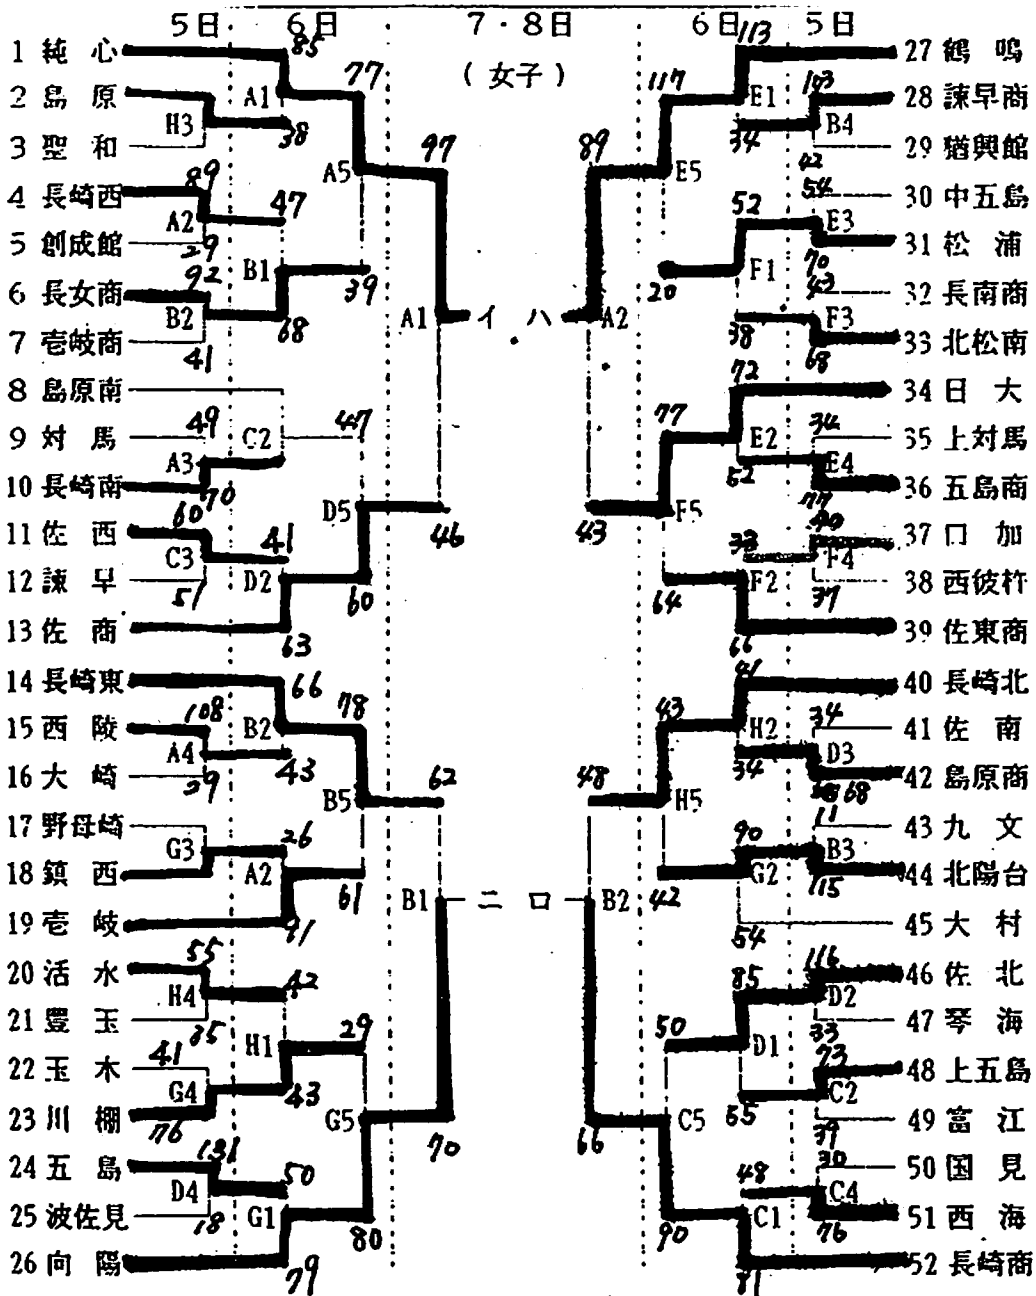 5日 6日 7・8日 6日 5日
(女子)
1 純心 85 113 27 鶴鳴
77 117
2 島原 A1 E1 103 28 諫早商
H3 38 34 B4
3 聖和 97 89 42 29 猶興館
89 A5 E5 54
4 長崎西 47 52 30 中五島
A2 E3
5 創成館 29 31 松浦
92 B1 F1 70
6 長女商 39 20 43 32 長南商
B2 68 A1 イ ハ A2 38 F3
7 壱岐商 41 68 33 北松南
72
8 島原南 34 日大
49 47 77 34
9 対馬 C2 E2 35 上対馬
A3 52 E4
10 長崎南 70 36 五島商
60 D5 F5 77
11 佐西 41 46 43 40 37 口加
C3 33 F4
12 諫早 51 D2 60 64 F2 37 38 西彼杵
13 佐商 63 66 39 佐東商
14 長崎東 66 41 40 長崎北
108 78 43 34
15 西陵 B2 H2 41 佐南
A4 43 34 D3
16 大崎 29 62 48 68 42 島原商
B5 H5 11
17 野母崎 26 90 43 九文
G3 B3
18 鎮西 A2 G2 115 44 北陽台
61 B1 ニ ロ B2 42
19 壱岐 91 54 45 大村
55 116
20 活水 42 85 46 佐北
H4 D2
21 豊玉 35 29 50 33 47 琴海
41 H1 D1 73
22 玉木 48 上五島
G4 43 55 C2
23 川棚 76 G5 70 66 C5 39 49 富江
131 30
24 五島 50 48 50 国見
D4 C4
25 波佐見 18 G1 80 90 C1 76 51 西海
26 向陽 79 81 52 長崎商